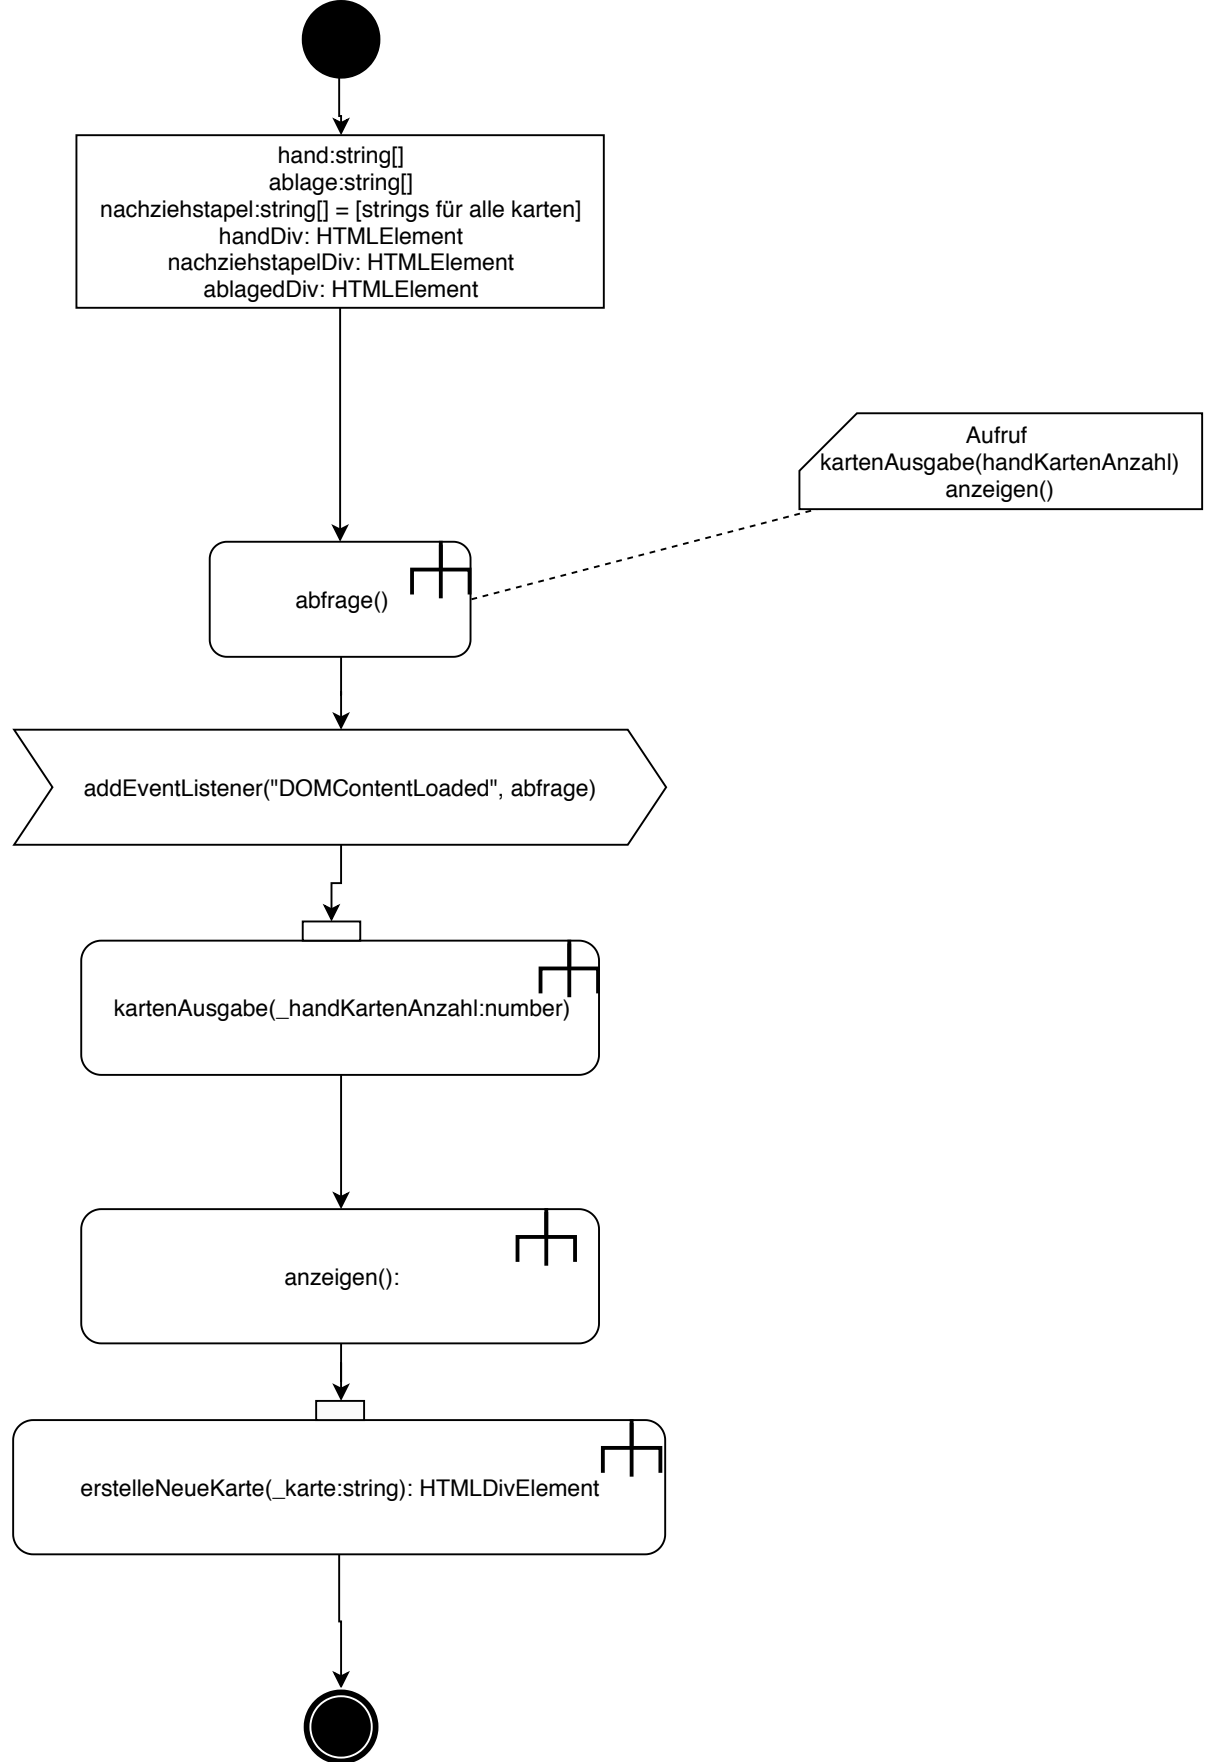 hand:string[]
ablage:string[]
nachziehstapel:string[] = [strings für alle karten]
handDiv: HTMLElement
nachziehstapelDiv: HTMLElement
ablagedDiv: HTMLElement
Aufruf
kartenAusgabe(handKartenAnzahl)
anzeigen()
abfrage()
addEventListener("DOMContentLoaded", abfrage)
kartenAusgabe(_handKartenAnzahl:number)
anzeigen():
erstelleNeueKarte(_karte:string): HTMLDivElement